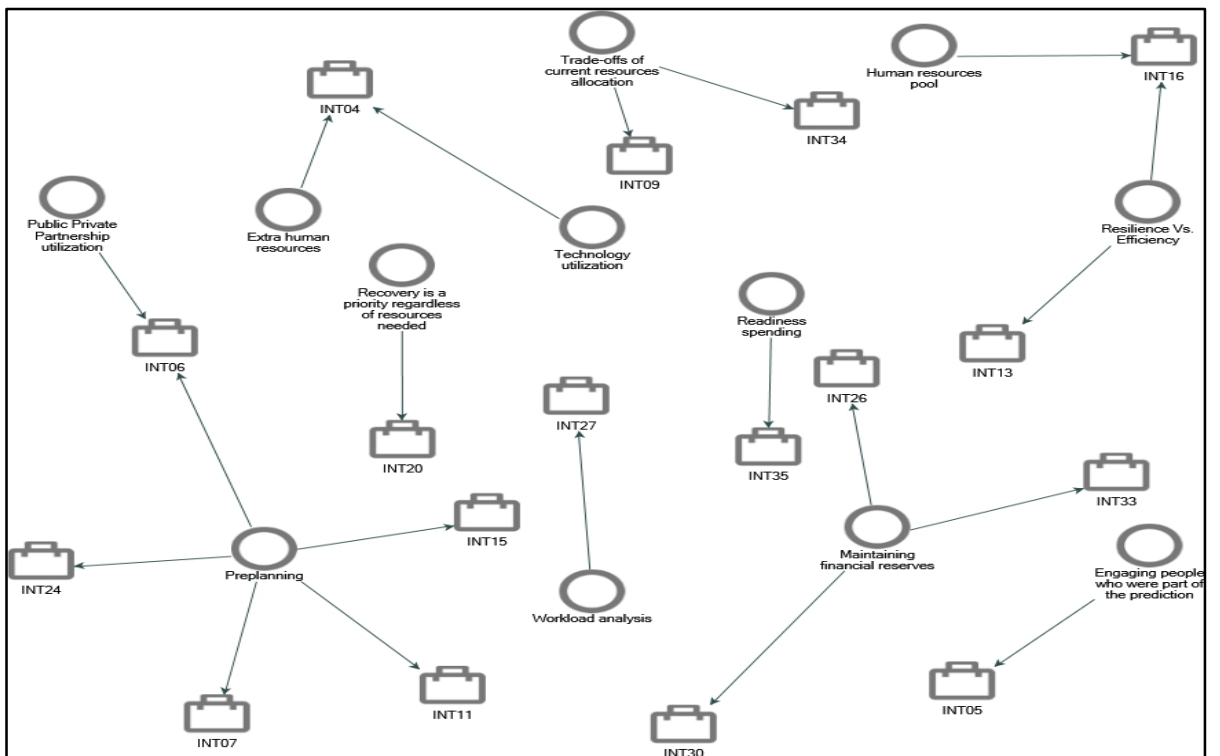 Trade-offs of
current resources
allocation
Human resources
pool
INT16
INT04
INT34
INT09
Public Private
Partnership
utilization
Extra human
resources
Technology
utilization
Resilience Vs.
Efficiency
Recovery is a
priority regardless
of resources
needed
Readiness
spending
INT06
INT13
INT26
INT27
INT20
INT35
INT33
INT15
Maintaining
financial reserves
Preplanning
INT24
Engaging people
who were part of
the prediction
Workload analysis
INT05
INT11
INT07
INT30